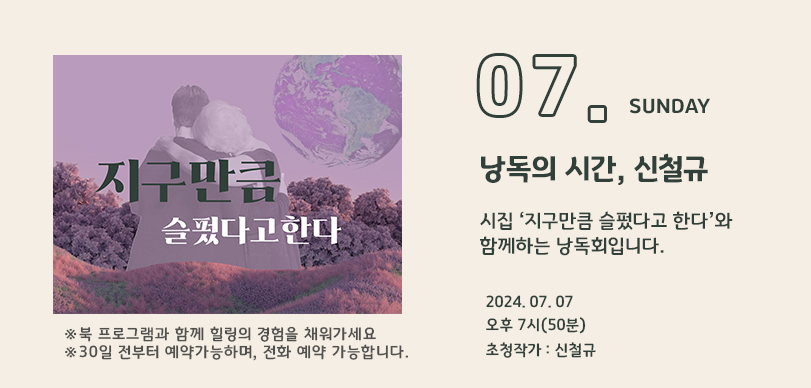 지구만큼
슬펐다고한다
※북 프로그램과 함께 힐링의 경험을 채워가세요
※30일 전부터 예약가능하며, 전화 예약 가능합니다.
07. SUNDAY
낭독의 시간, 신철규
시집 ‘지구만큼 슬펐다고 한다’와
함께하는 낭독회입니다.
2024. 07. 07
오후 7시(50분)
초청작가 : 신철규